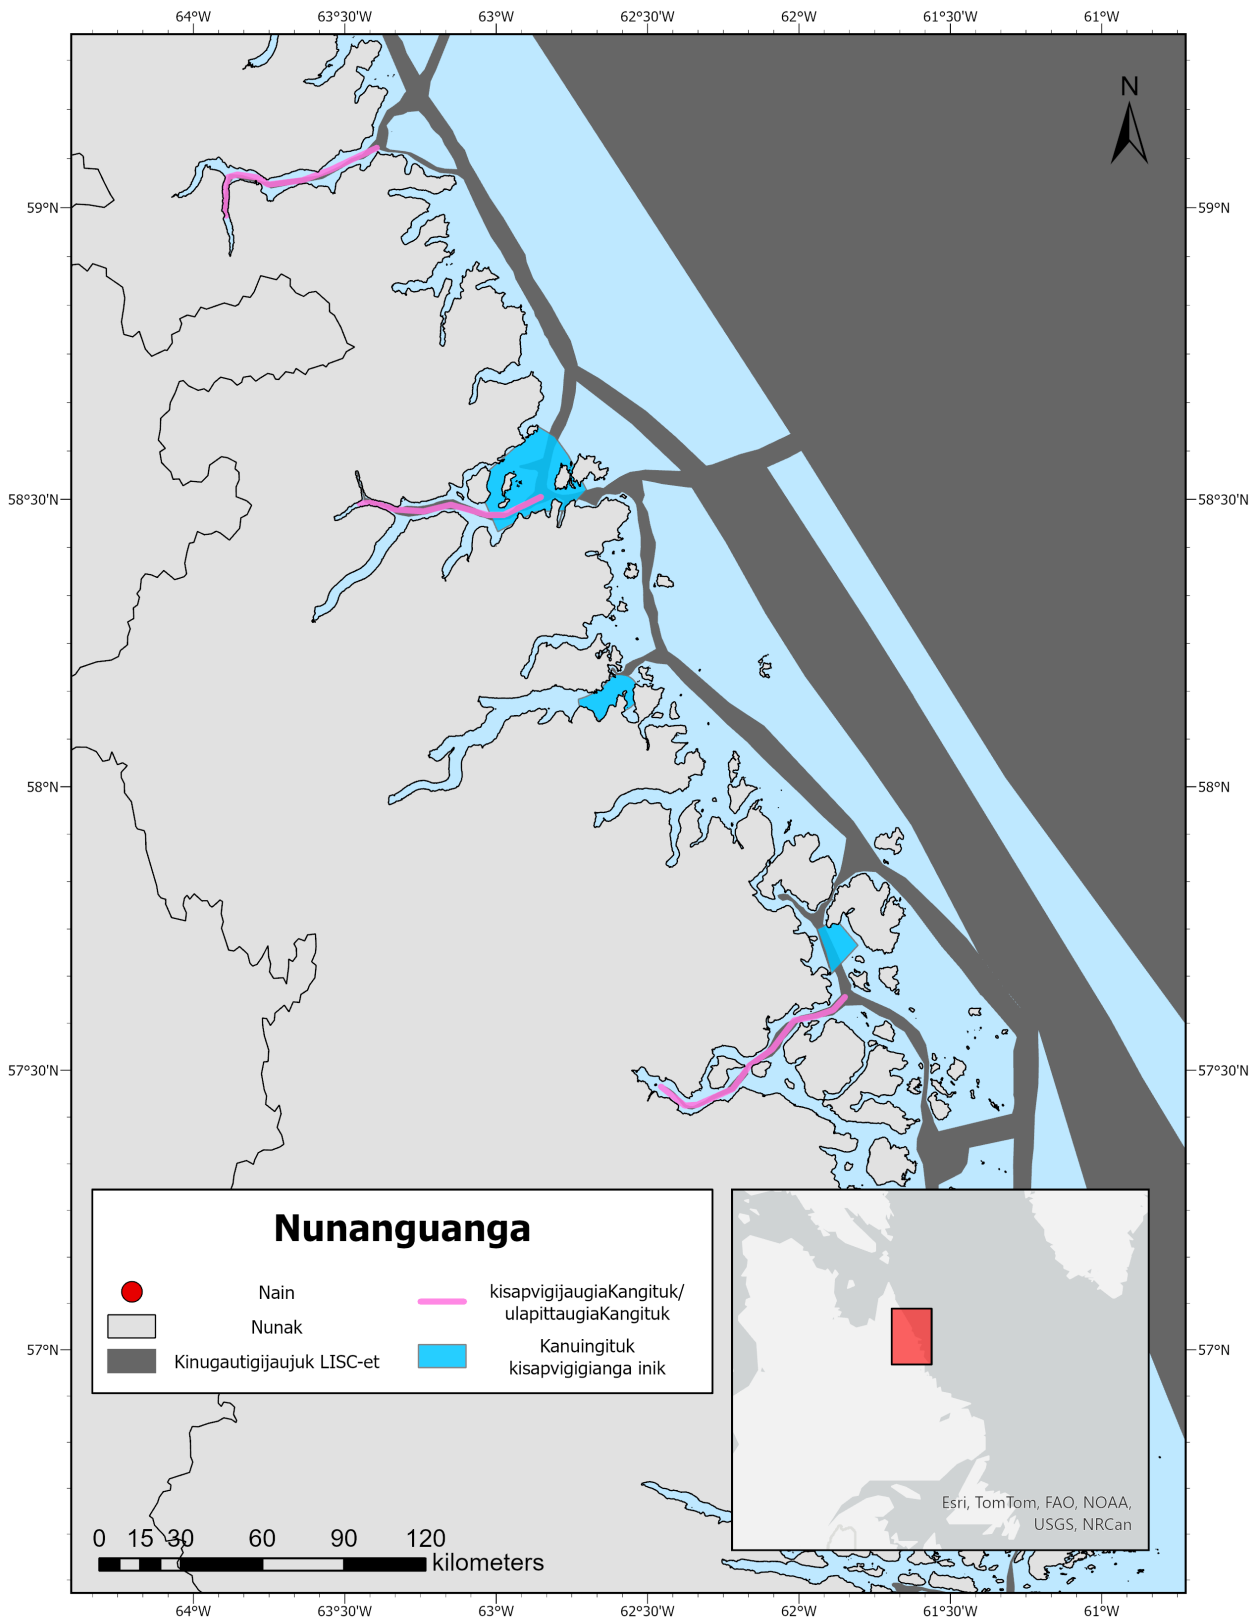 64°W 63°30'W 63°W 62°30'W 62°W 61°30'W 61°W
N
59°N 59°N
58°30'N 58°30'N
58°N 58°N
57°30'N 57°30'N
57°N 57°N
Nunanguanga
Nain
Nunak
Kinugautigijaujuk LISC-et
kisapvigijaugiaKangituk/
ulapittaugiaKangituk
Kanuingituk
kisapvigigianga inik
Esri, TomTom, FAO, NOAA,
USGS, NRCan
0 15 30 60 90 120
kilometers
64°W 63°30'W 63°W 62°30'W 62°W 61°30'W 61°W